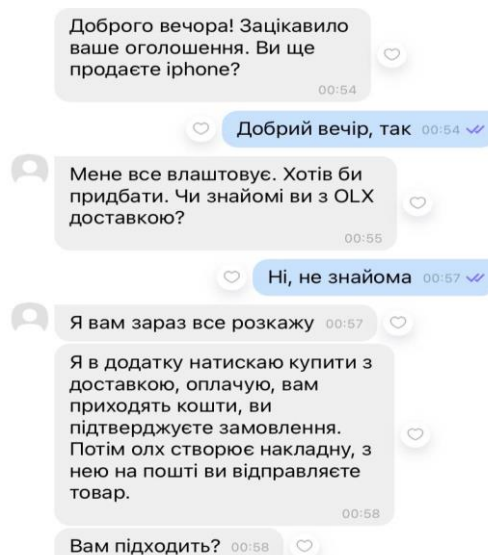 Доброго вечора! Зацікавило
ваше оголошення. Ви ще
продаєте iphone?
00:54
Добрий вечір, так 00:54
Мене все влаштовує. Хотів би
придбати. Чи знайомі ви з OLX
доставкою?
00:55
Ні, не знайома 00:57
Я вам зараз все розкажу 00:57
Я в додатку натискаю купити з
доставкою, оплачую, вам
приходять кошти, ви
підтверджуєте замовлення.
Потім олх створює накладну, з
нею на пошті ви відправляєте
товар.
00:58
Вам підходить? 00:58